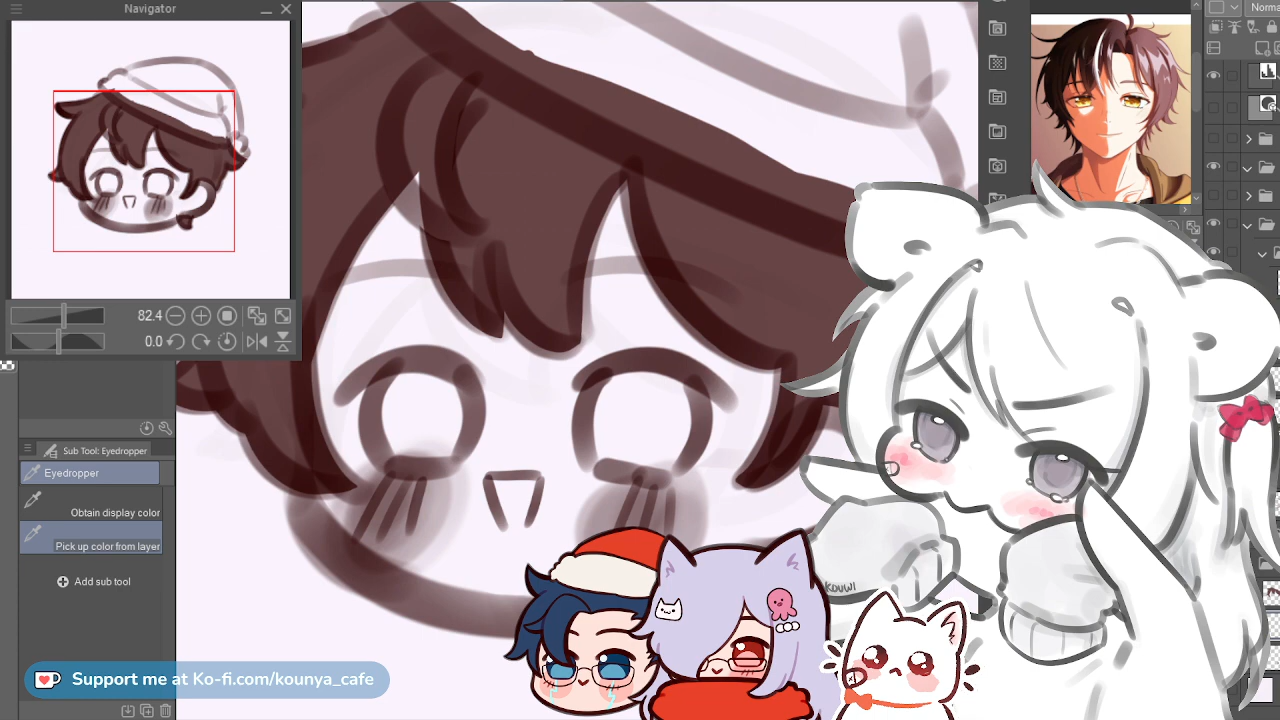 Navigator
Norma
82.4
0.0
Sub Tool: Eyedropper
Eyedropper
Obtain display color
Pick up color from layer
Add sub tool
KOUWI
Support me at Ko-fi.com/kounya_cafe